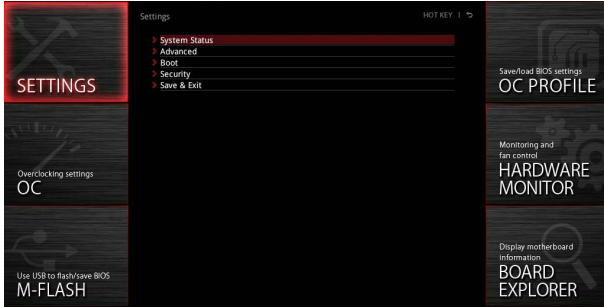 Settings
HOT KEY |
System Status
Advanced
Boot
Security
Save & Exit
SETTINGS
Overclocking settings
OC
Use USB to flash/save BIOS
M-FLASH
Save/load BIOS settings
OC PROFILE
Monitoring and
fan control
HARDWARE
MONITOR
Display motherboard
information
BOARD
EXPLORER